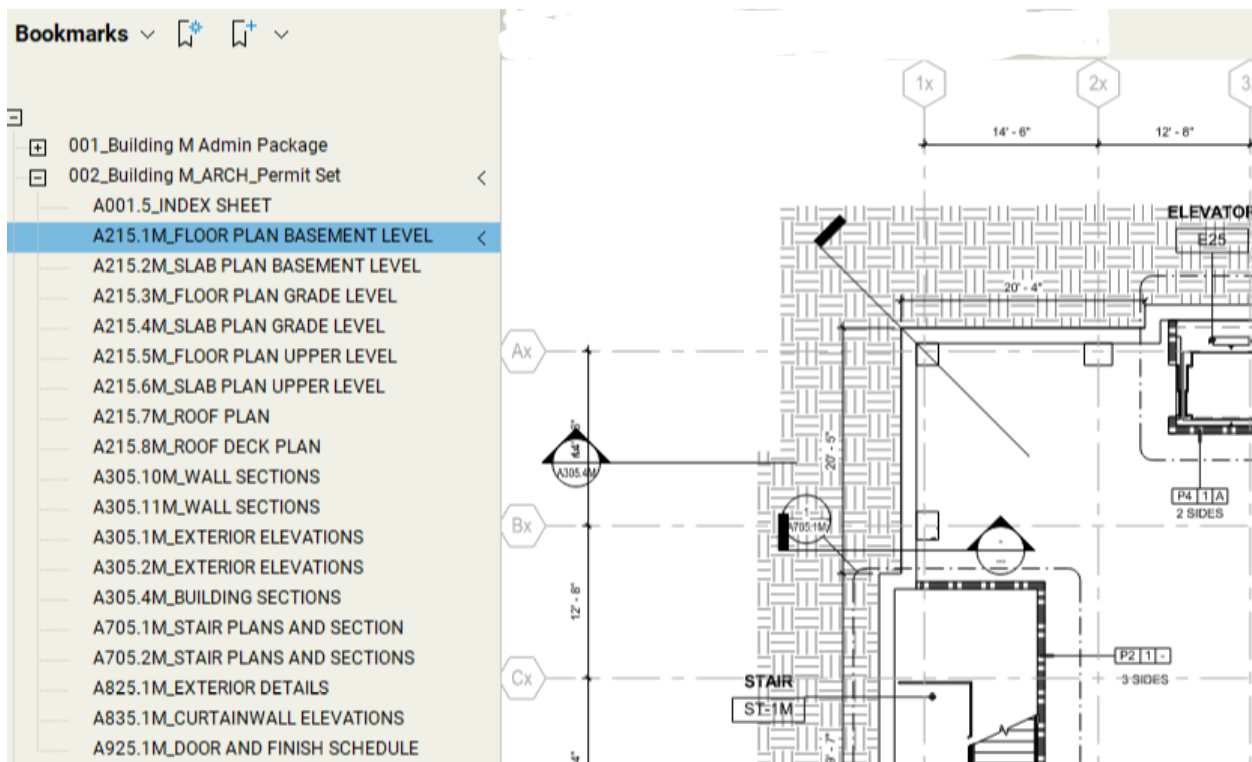 Bookmarks
001_Building M Admin Package
002_Building M_ARCH_Permit Set
A001.5_INDEX SHEET
A215.1M_FLOOR PLAN BASEMENT LEVEL
A215.2M_SLAB PLAN BASEMENT LEVEL
A215.3M_FLOOR PLAN GRADE LEVEL
A215.4M_SLAB PLAN GRADE LEVEL
A215.5M_FLOOR PLAN UPPER LEVEL
A215.6M_SLAB PLAN UPPER LEVEL
A215.7M_ROOF PLAN
A215.8M_ROOF DECK PLAN
A305.10M_WALL SECTIONS
A305.11M_WALL SECTIONS
A305.1M_EXTERIOR ELEVATIONS
A305.2M_EXTERIOR ELEVATIONS
A305.4M_BUILDING SECTIONS
A705.1M_STAIR PLANS AND SECTION
A705.2M_STAIR PLANS AND SECTIONS
A825.1M_EXTERIOR DETAILS
A835.1M_CURTAINWALL ELEVATIONS
A925.1M_DOOR AND FINISH SCHEDULE
1x
2x
14' - 6"
12' - 8"
ELEVATOR
E25
20' - 4"
Ax
20' - 5"
A305.4M
P4 1 A
2 SIDES
Bx
A705.1M
12' - 8"
P2 1 -
3 SIDES
Cx
STAIR
ST-1M